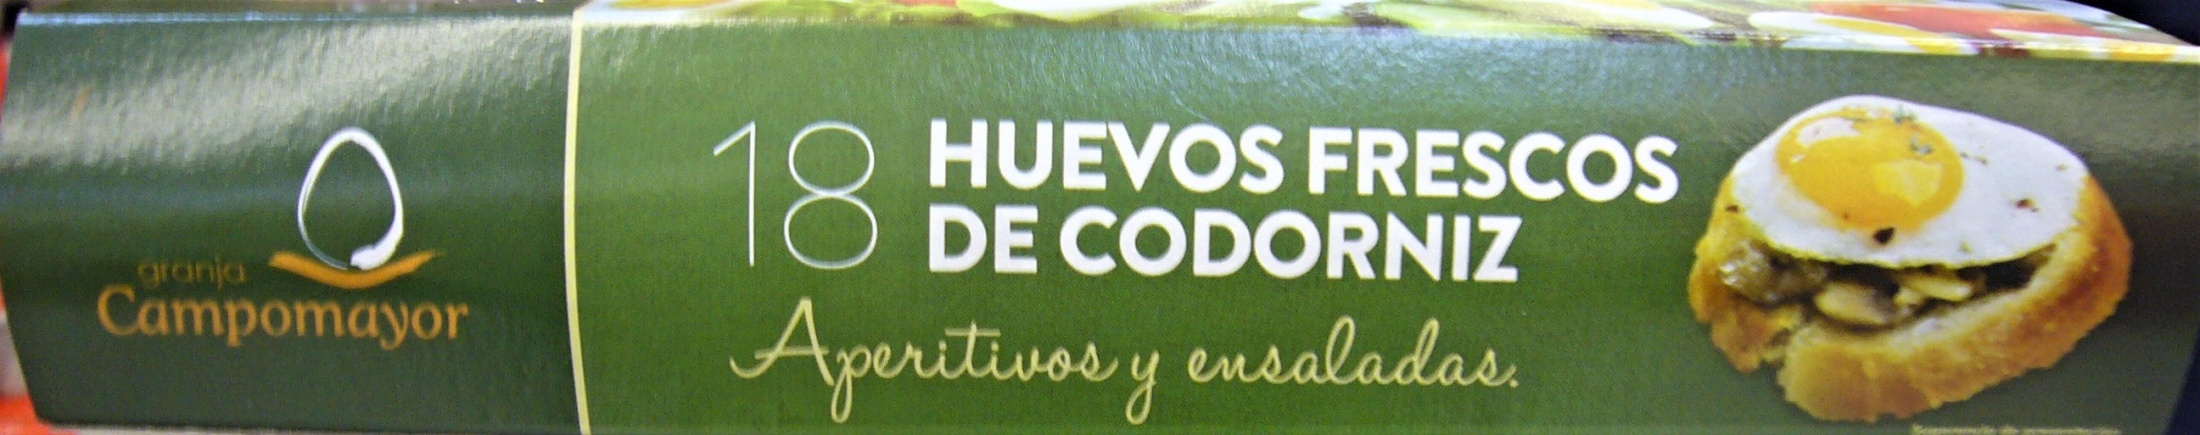 granja
Campomayor
18 HUEVOS FRESCOS
DE CODORNIZ
Aperitivos y ensaladas.